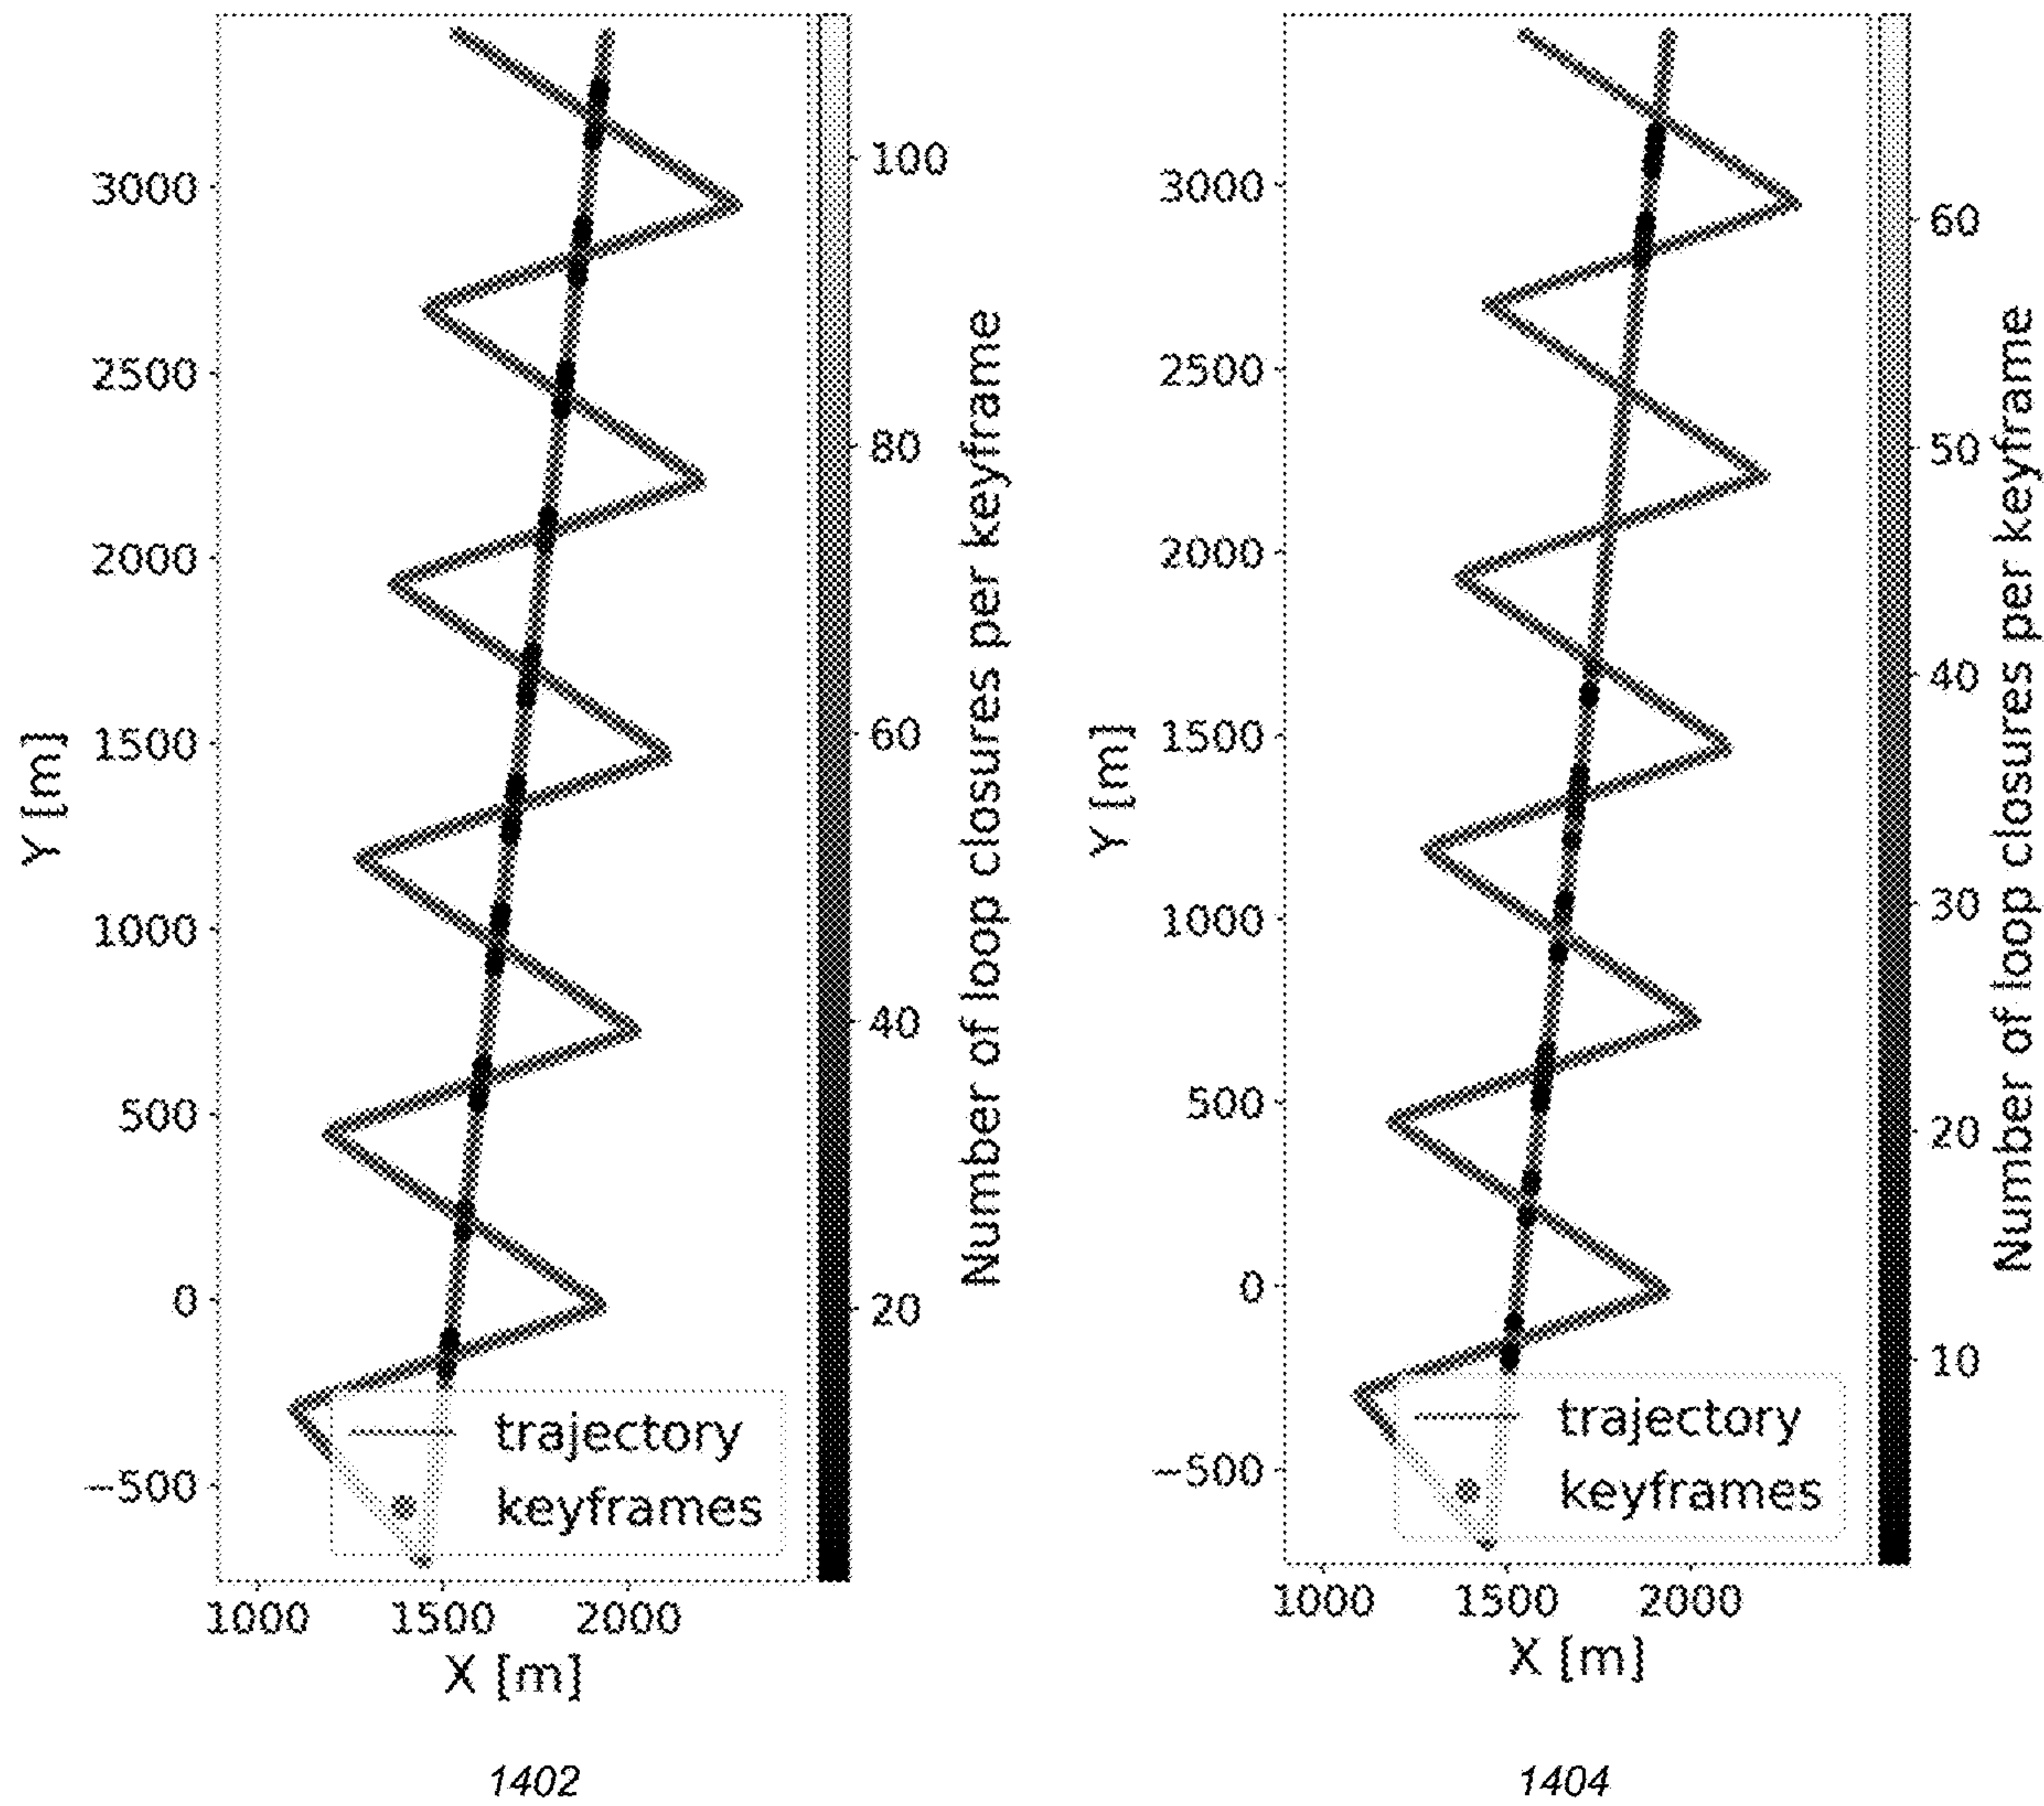 3000
2500
2000
1500
1000
500
0
−500
Y [m]
1000 1500 2000
X [m]
trajectory
keyframes
100
80
60
40
20
Number of loop closures per keyframe
1402
3000
2500
2000
1500
1000
500
0
−500
Y [m]
1000 1500 2000
X [m]
trajectory
keyframes
60
50
40
30
20
10
Number of loop closures per keyframe
1404